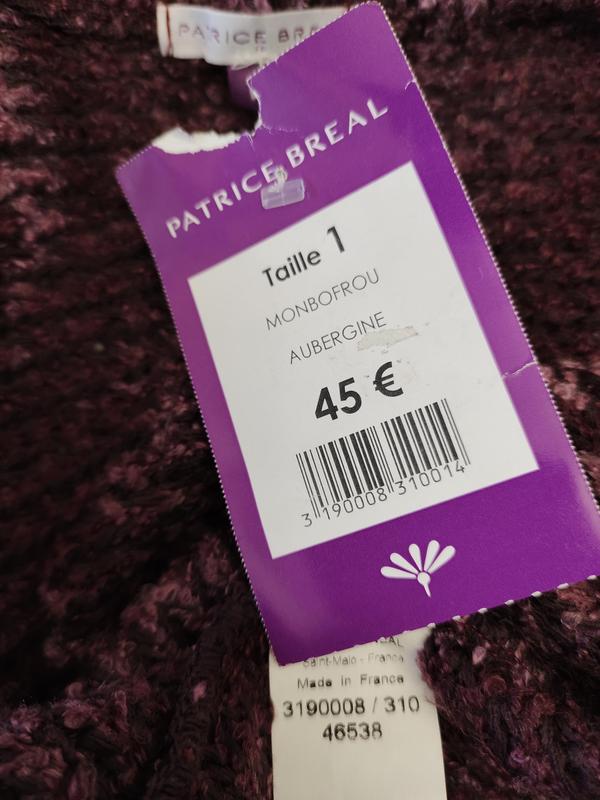 PATRICE BRE
PATRICE BREAL
Taille 1
MONBOFROU
AUBERGINE
45 €
3 190008 310014
Saint-Malo - France
Made in France
3190008 / 310
46538